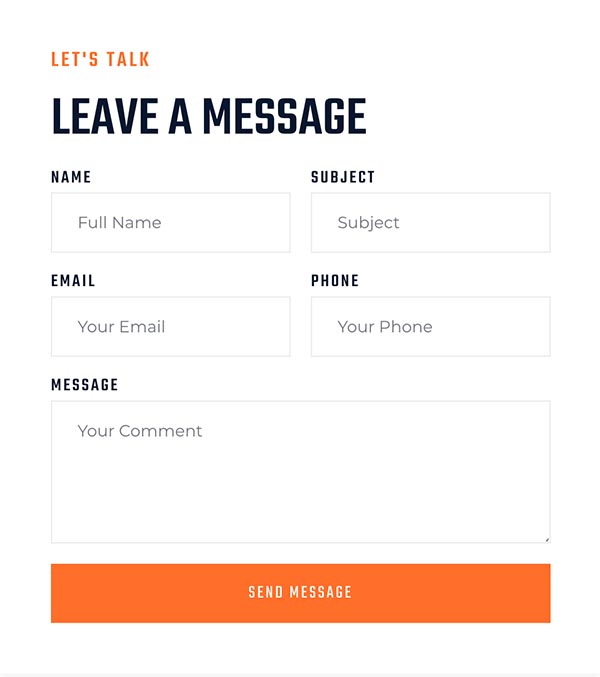 LET'S TALK
LEAVE A MESSAGE
NAME
SUBJECT
Full Name
Subject
EMAIL
PHONE
Your Email
Your Phone
MESSAGE
Your Comment
SEND MESSAGE